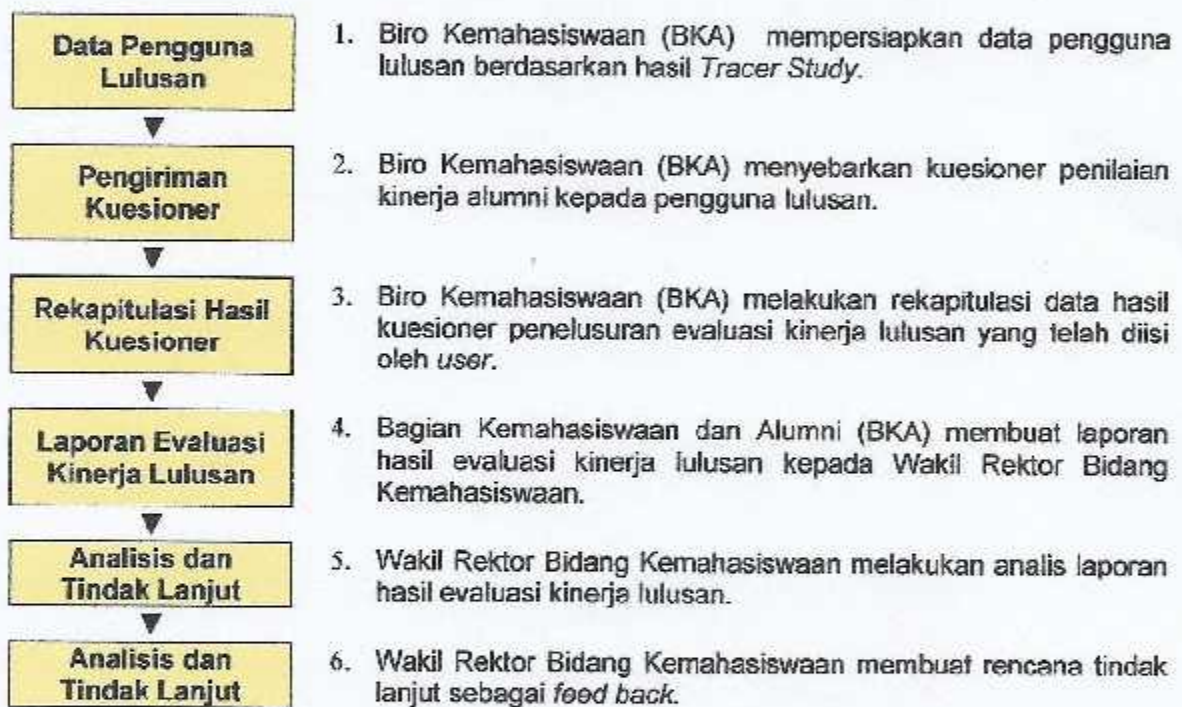 Data Pengguna
Lulusan
1. Biro Kemahasiswaan (BKA) mempersiapkan data pengguna
lulusan berdasarkan hasil Tracer Study.
Pengiriman
Kuesioner
2. Biro Kemahasiswaan (BKA) menyebarkan kuesioner penilaian
kinerja alumni kepada pengguna lulusan.
Rekapitulasi Hasil
Kuesioner
3. Biro Kemahasiswaan (BKA) melakukan rekapitulasi data hasil
kuesioner penelusuran evaluasi kinerja lulusan yang telah diisi
oleh user.
Laporan Evaluasi
Kinerja Lulusan
4. Bagian Kemahasiswaan dan Alumni (BKA) membuat laporan
hasil evaluasi kinerja lulusan kepada Wakil Rektor Bidang
Kemahasiswaan.
Analisis dan
Tindak Lanjut
5. Wakil Rektor Bidang Kemahasiswaan melakukan analis laporan
hasil evaluasi kinerja lulusan.
Analisis dan
Tindak Lanjut
6. Wakil Rektor Bidang Kemahasiswaan membuat rencana tindak
lanjut sebagai feed back.